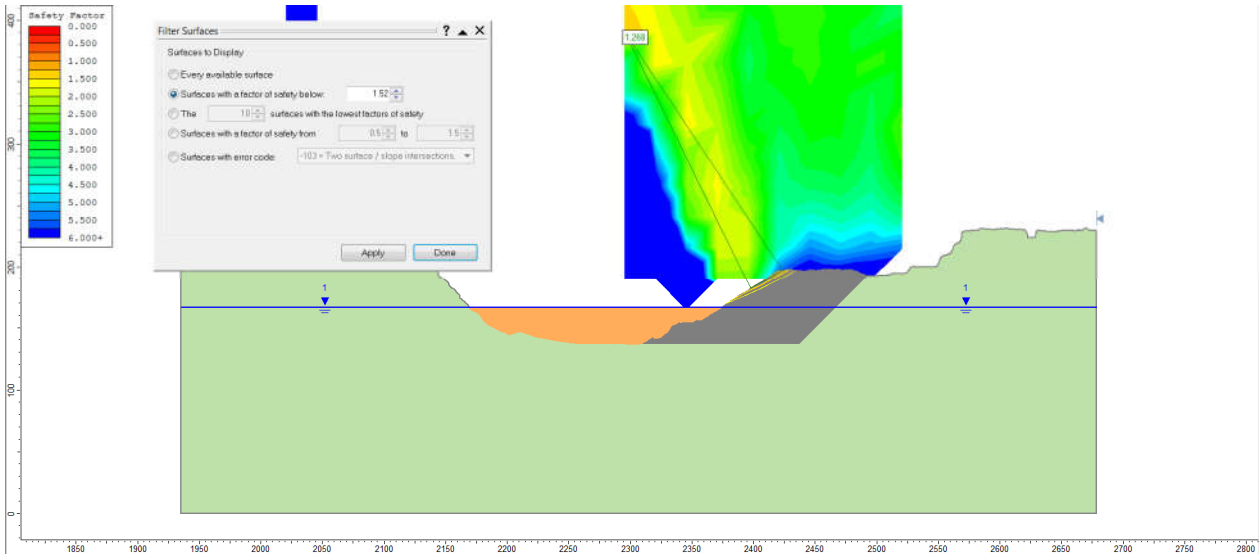 Safety Factor
0.000
0.500
1.000
1.500
2.000
2.500
3.000
3.500
4.000
4.500
5.000
5.500
6.000+
Filter Surfaces
?
Surfaces to Display
Every available surface
Surfaces with a factor of safety below: 1.52
The 10 surfaces with the lowest factors of safety
Surfaces with a factor of safety from 0.5 to 1.5
Surfaces with error code: -103 = Two surface / slope intersections.
Apply Done
1.268
1 1
400
300
200
100
0
1850 1900 1950 2000 2050 2100 2150 2200 2250 2300 2350 2400 2450 2500 2550 2600 2650 2700 2750 2800